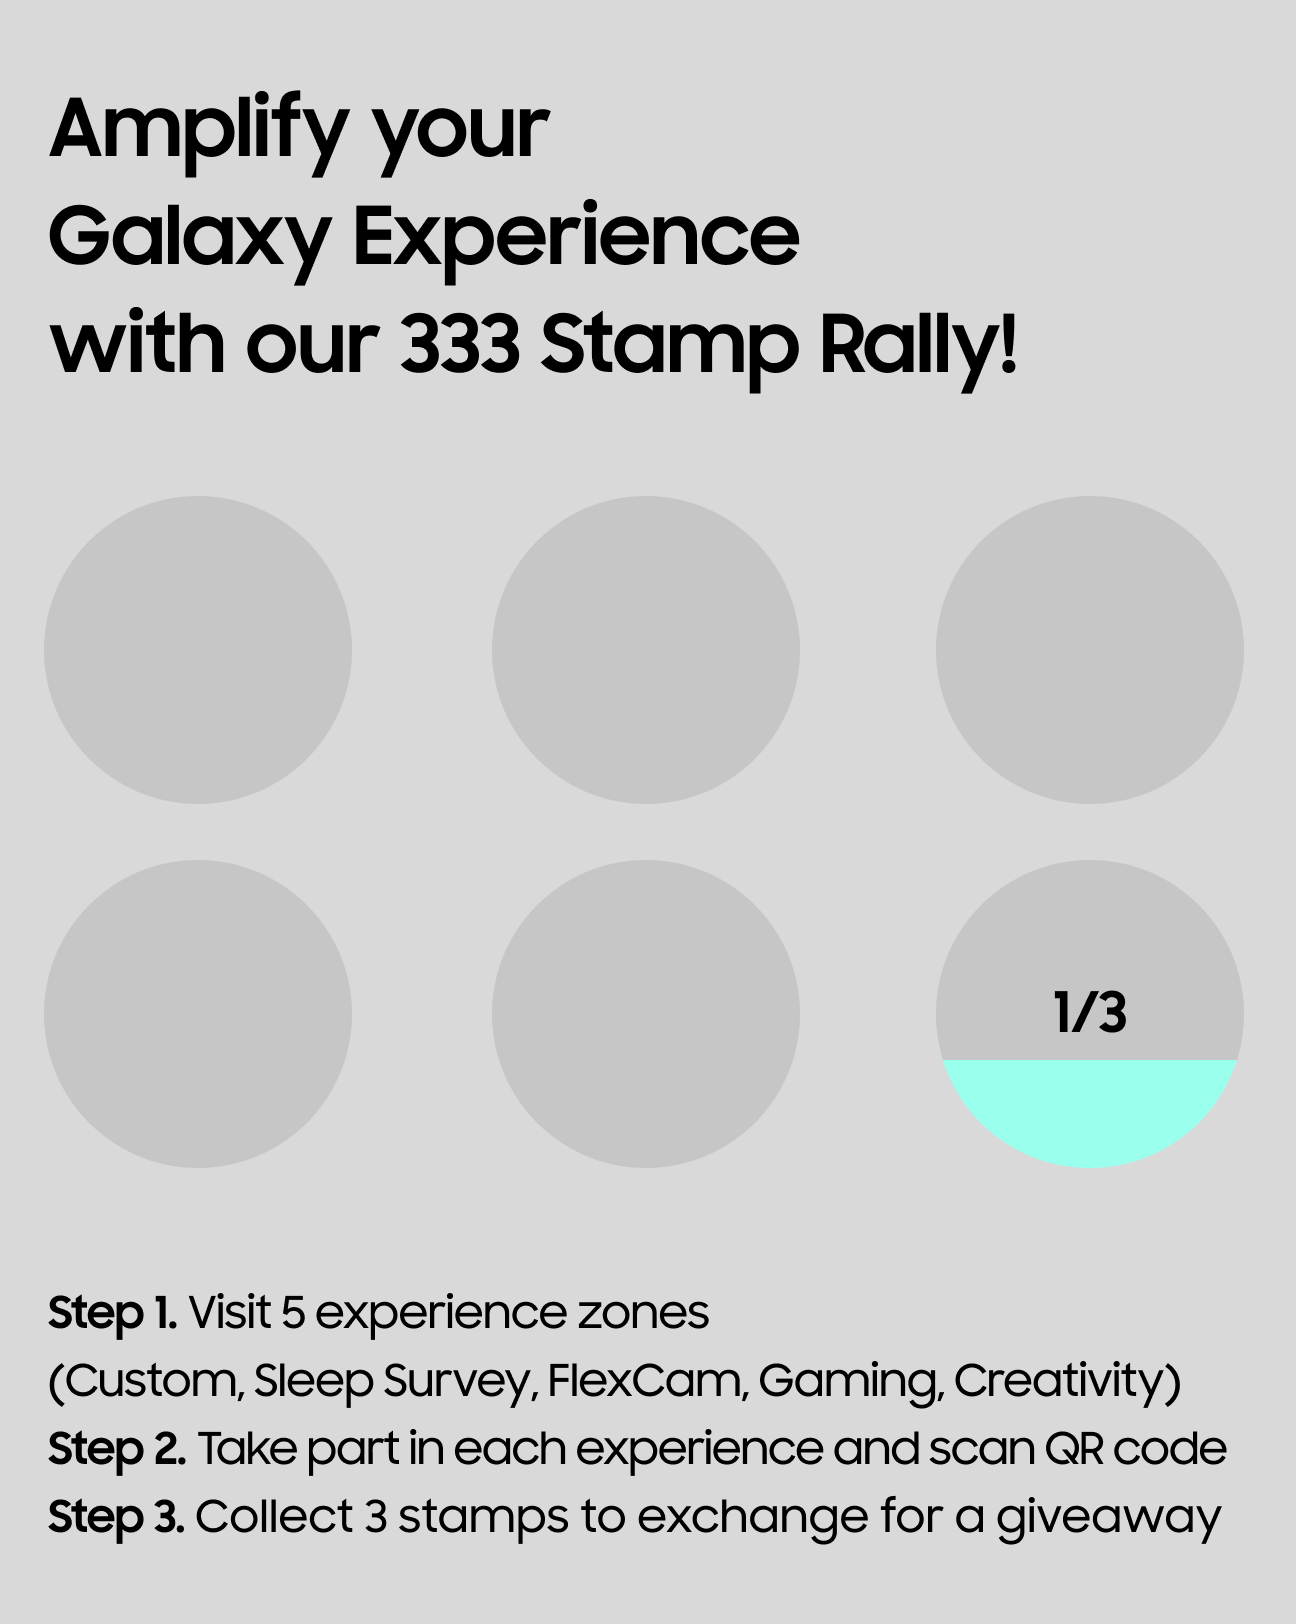 Amplify your
Galaxy Experience
with our 333 Stamp Rally!
1/3
Step 1. Visit 5 experience zones
(Custom, Sleep Survey, FlexCam, Gaming, Creativity)
Step 2. Take part in each experience and scan QR code
Step 3. Collect 3 stamps to exchange for a giveaway